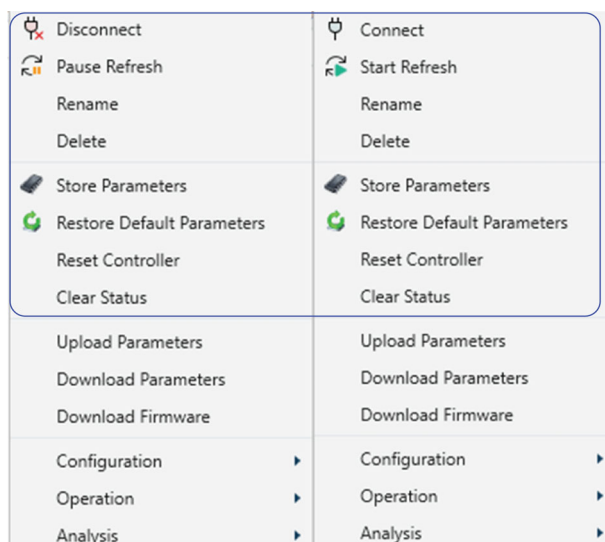 Disconnect
Pause Refresh
Rename
Delete
Store Parameters
Restore Default Parameters
Reset Controller
Clear Status
Upload Parameters
Download Parameters
Download Firmware
Configuration
Operation
Analysis
Connect
Start Refresh
Rename
Delete
Store Parameters
Restore Default Parameters
Reset Controller
Clear Status
Upload Parameters
Download Parameters
Download Firmware
Configuration
Operation
Analysis